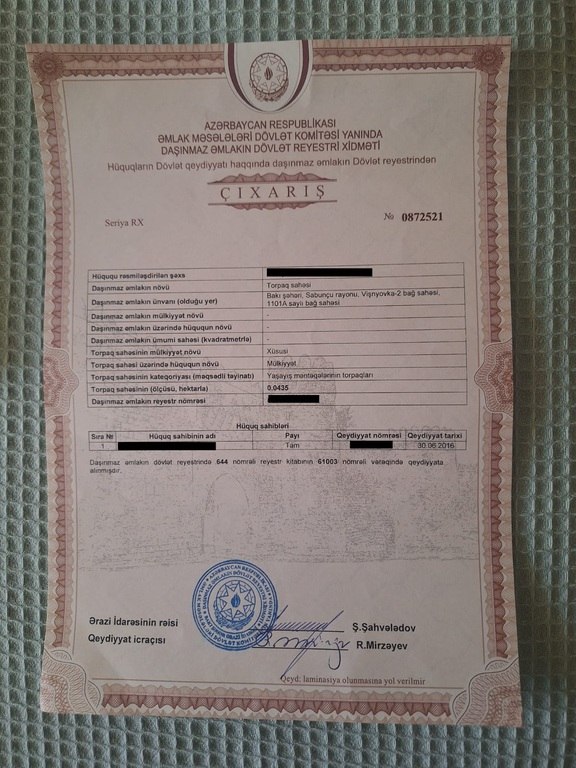 AZƏRBAYCAN RESPUBLİKASI
ƏMLAK MƏSƏLƏLƏRİ DÖVLƏT KOMİTƏSİ YANINDA
DAŞINMAZ ƏMLAKIN DÖVLƏT REYESTRİ XİDMƏTİ
Hüquqların Dövlət qeydiyyatı haqqında daşınmaz əmlakın Dövlət reyestrindən
ÇIXARIŞ
Seriya RX № 0872521
Hüququ rəsmiləşdirilən şəxs
Daşınmaz əmlakın növü Torpaq sahəsi
Daşınmaz əmlakın ünvanı (olduğu yer) Bakı şəhəri, Sabunçu rayonu, Vişnyovka-2 bağ sahəsi,
1101A saylı bağ sahəsi
Daşınmaz əmlakın mülkiyyət növü -
Daşınmaz əmlakın üzərində hüququn növü -
Daşınmaz əmlakın ümumi sahəsi (kvadratmetrlə) -
Torpaq sahəsinin mülkiyyət növü Xüsusi
Torpaq sahəsi üzərində hüququn növü Mülkiyyət
Torpaq sahəsinin kateqoriyası (məqsədli təyinatı) Yaşayış məntəqələrinin torpaqları
Torpaq sahəsinin (ölçüsü, hektarla) 0.0435
Daşınmaz əmlakın reyestr nömrəsi
Hüquq sahibləri
Sıra № Hüquq sahibinin adı Payı Qeydiyyat nömrəsi Qeydiyyat tarixi
1 Tam 30.06.2016
Daşınmaz əmlakın dövlət reyestrində 644 nömrəli reyestr kitabının 61003 nömrəli vərəqində qeydiyyata
alınmışdır.
Ərazi İdarəsinin rəisi Ş.Şahvələdov
Qeydiyyat icraçısı R.Mirzəyev
Qeyd: laminasiya olunmasına yol verilmir